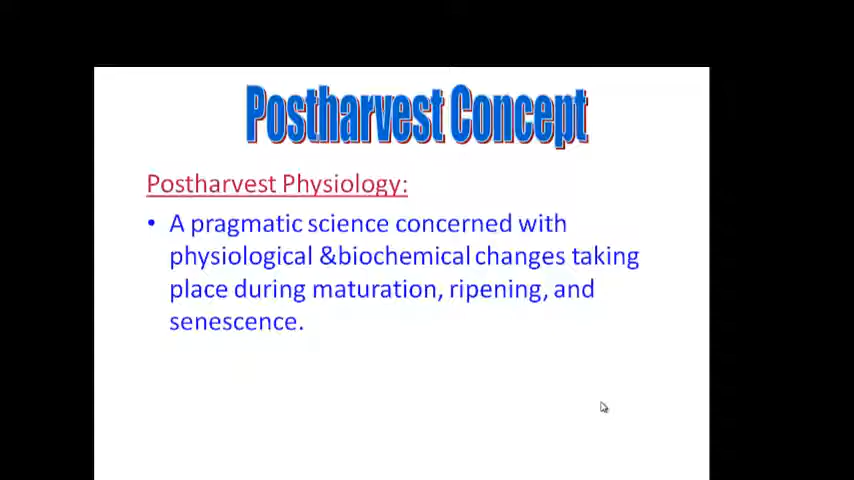 Postharvest Concept
Postharvest Physiology:
• A pragmatic science concerned with
physiological &biochemical changes taking
place during maturation, ripening, and
senescence.